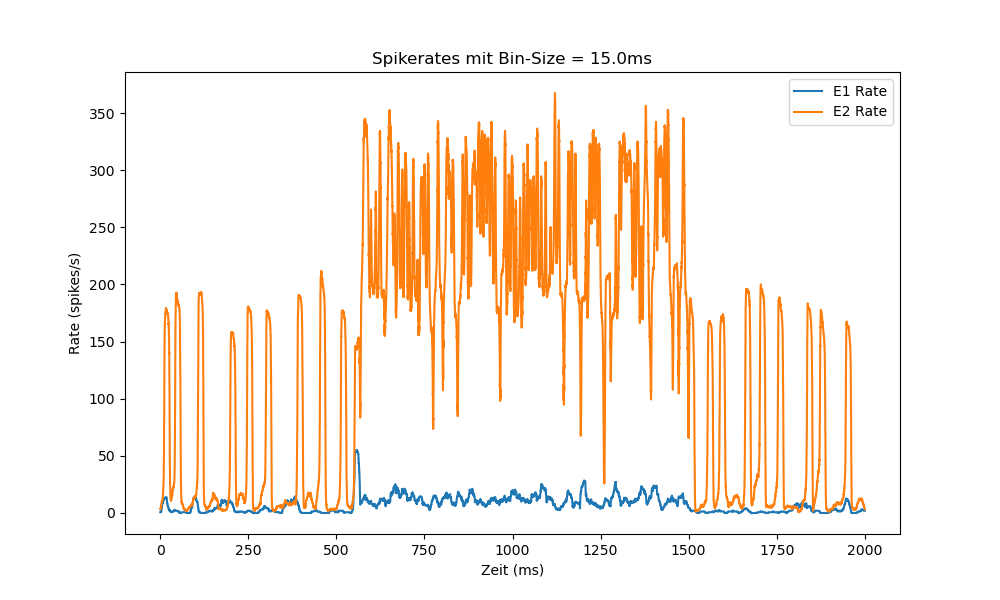 Spikerates mit Bin-Size = 15.0ms
E1 Rate
E2 Rate
350
300
250
200
150
100
50
0
Rate (spikes/s)
0 250 500 750 1000 1250 1500 1750 2000
Zeit (ms)